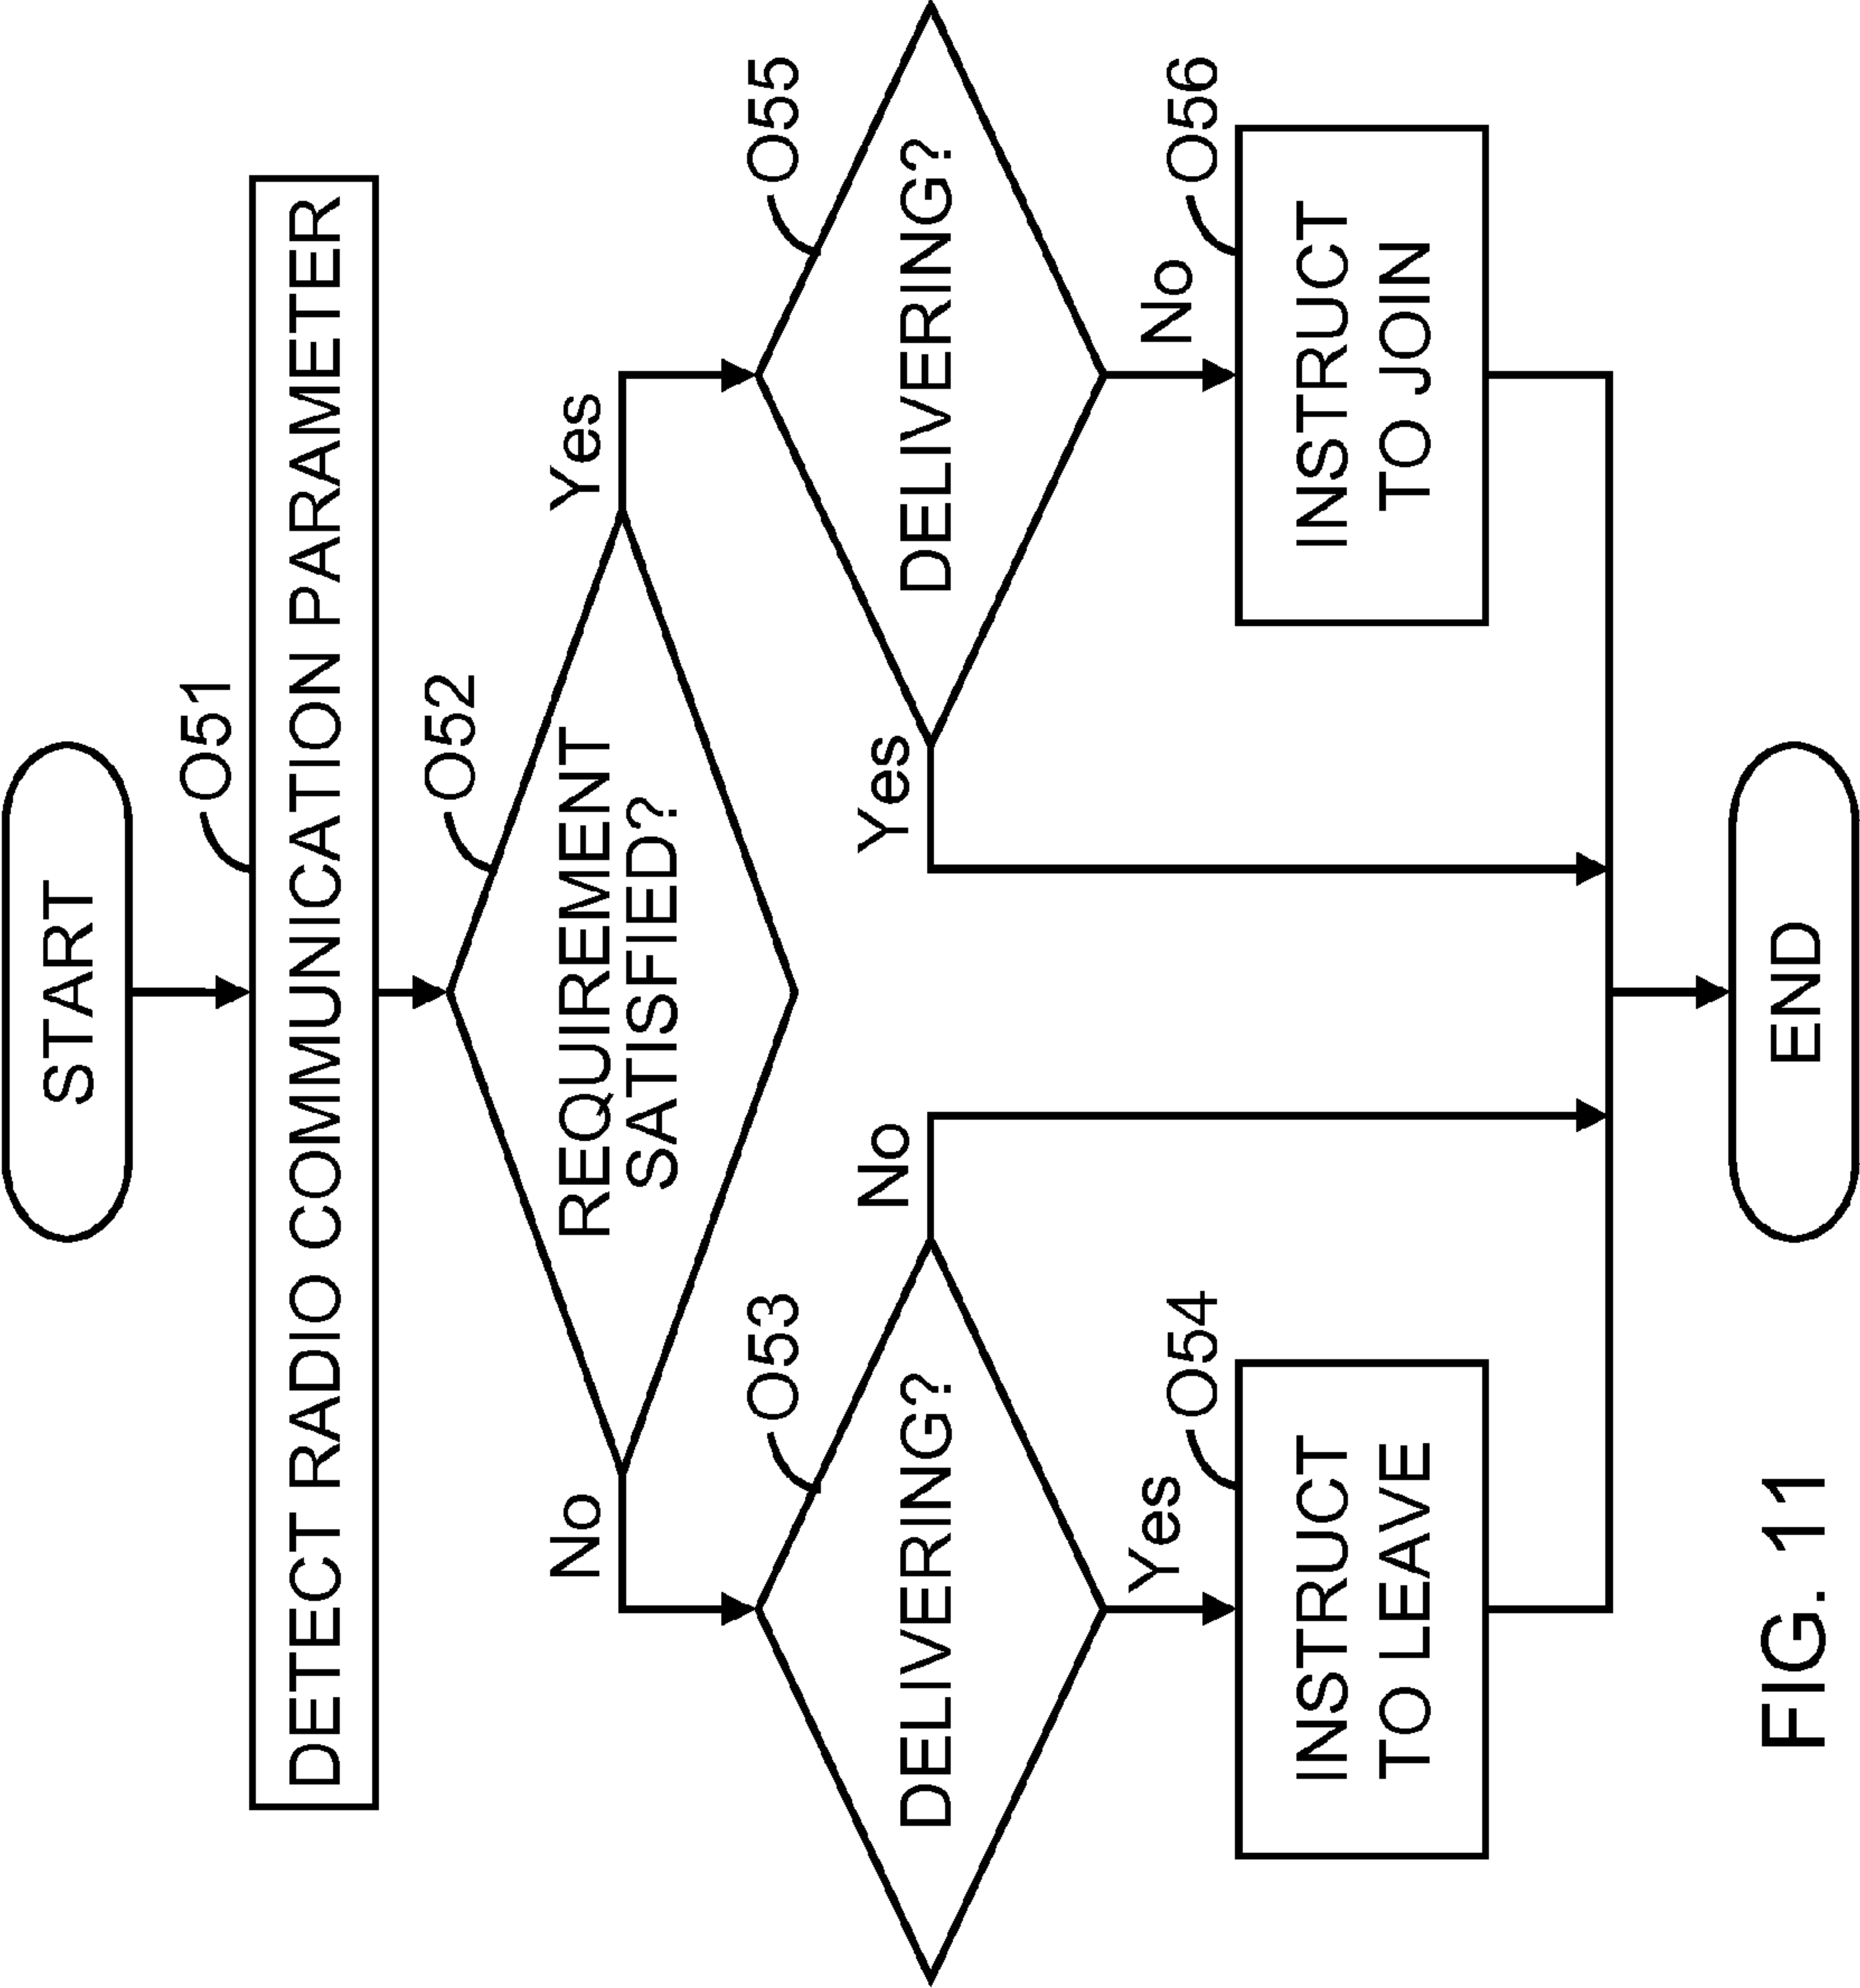 START
O51
DETECT RADIO COMMUNICATION PARAMETER
O52
REQUIREMENT
SATISFIED?
No
Yes
O53
DELIVERING?
No
Yes
O54
INSTRUCT
TO LEAVE
O55
DELIVERING?
Yes
No
O56
INSTRUCT
TO JOIN
END
FIG. 11